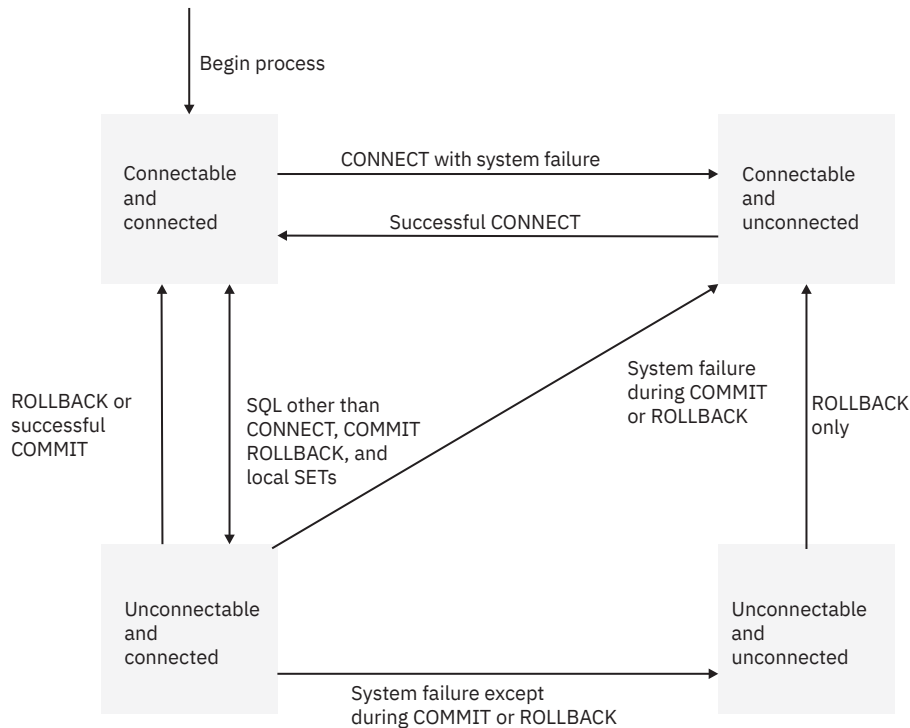 Begin process
Connectable
and
connected
CONNECT with system failure
Successful CONNECT
Connectable
and
unconnected
ROLLBACK or
successful
COMMIT
SQL other than
CONNECT, COMMIT
ROLLBACK, and
local SETs
System failure
during COMMIT
or ROLLBACK
ROLLBACK
only
Unconnectable
and
connected
System failure except
during COMMIT or ROLLBACK
Unconnectable
and
unconnected